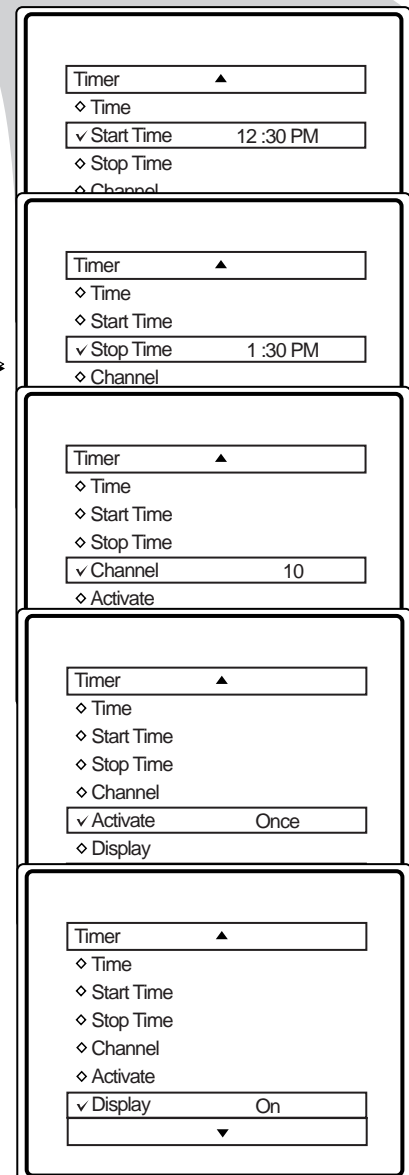 Timer ▲
Time
Start Time 12 :30 PM
Stop Time
Channel
Timer ▲
Time
Start Time
Stop Time 1 :30 PM
Channel
Timer ▲
Time
Start Time
Stop Time
Channel 10
Activate
Timer ▲
Time
Start Time
Stop Time
Channel
Activate Once
Display
Timer ▲
Time
Start Time
Stop Time
Channel
Activate
Display On
▼